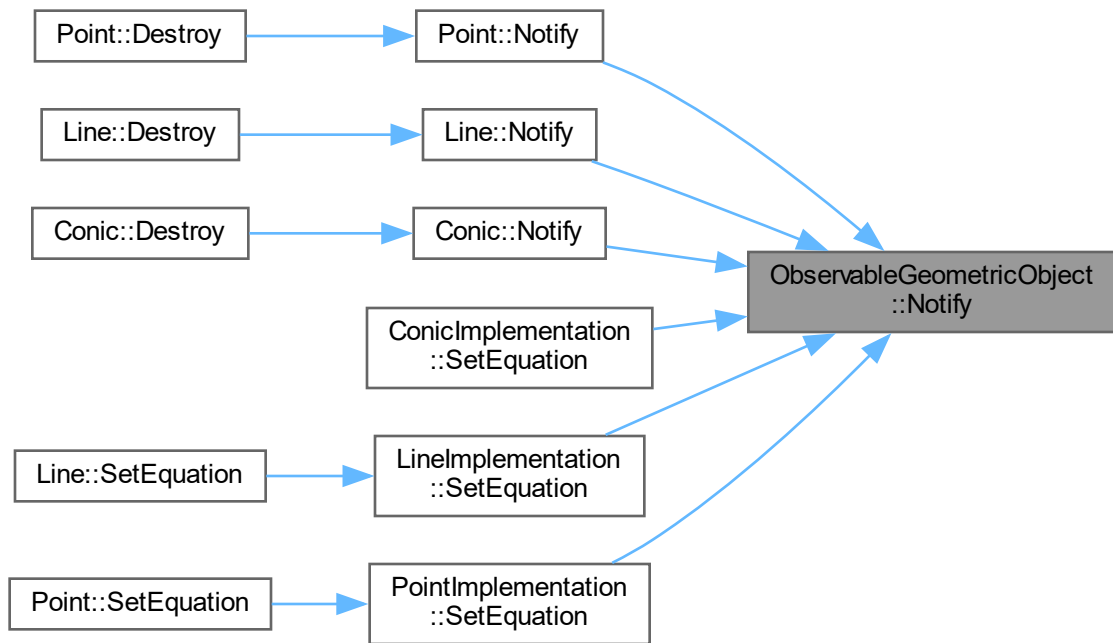 Point::Destroy
Point::Notify
Line::Destroy
Line::Notify
Conic::Destroy
Conic::Notify
ObservableGeometricObject
::Notify
ConicImplementation
::SetEquation
Line::SetEquation
LineImplementation
::SetEquation
Point::SetEquation
PointImplementation
::SetEquation